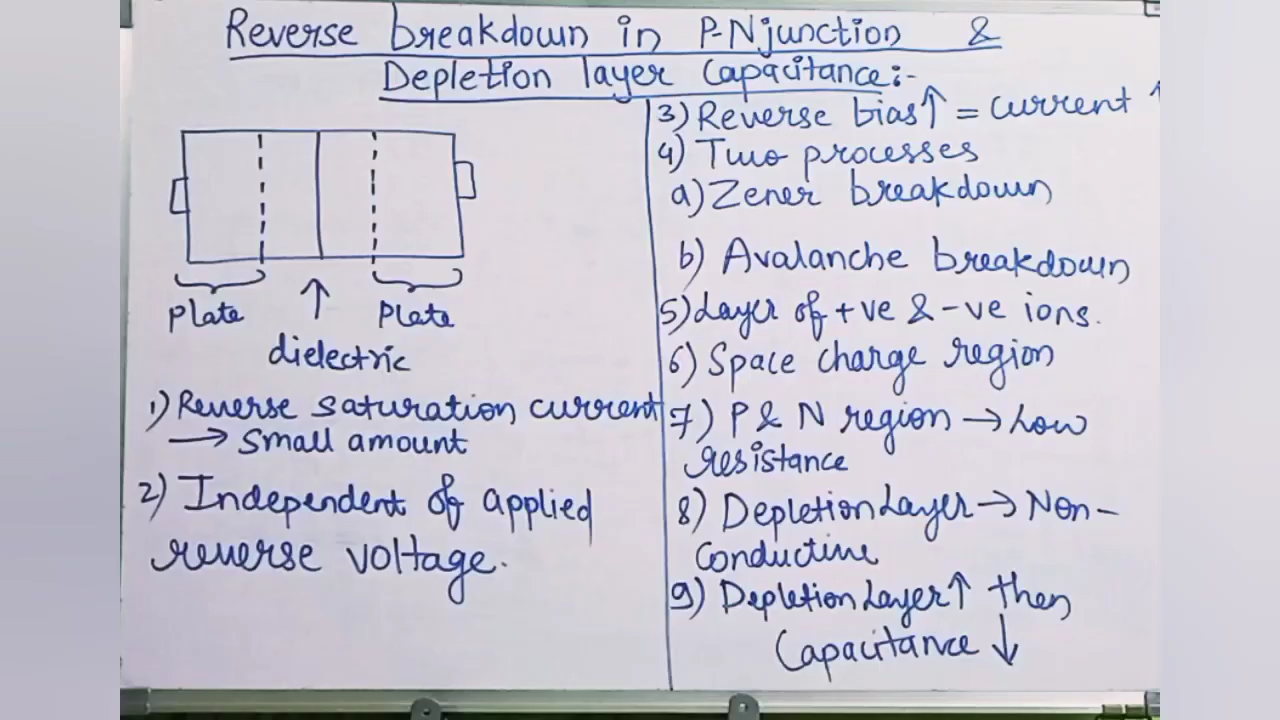 Reverse breakdown in P-N junction &
Depletion layer Capacitance:-
plate
Plate
dielectric
1) Reverse saturation current
→ Small amount
2) Independent of applied
reverse voltage.
3) Reverse bias↑ = current ↑
4) Two processes
a) Zener breakdown
b) Avalanche breakdown
5) Layer of +ve & -ve ions.
6) Space charge region
7) P & N region → Low
resistance
8) Depletion Layer → Non-
Conductive
9) Depletion Layer↑ then
Capacitance ↓